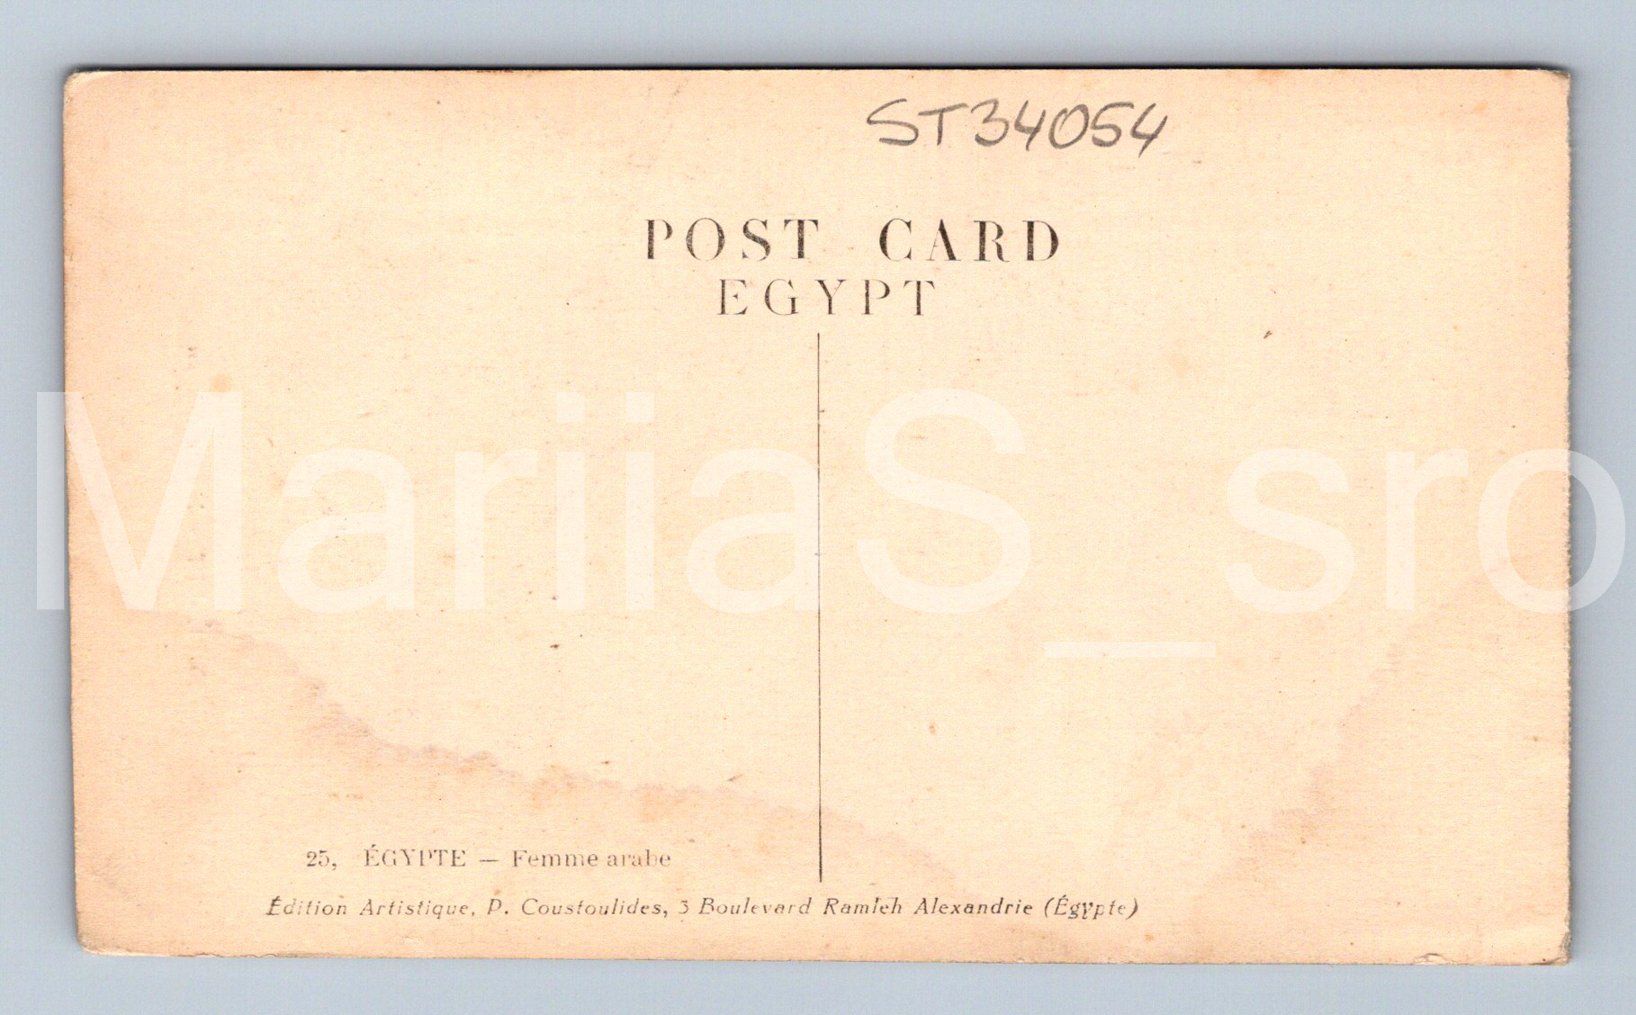 ST34054
POST CARD
EGYPT
MariiaS_sro
25, ÉGYPTE — Femme arabe
Édition Artistique, P. Coustoulides, 3 Boulevard Ramleh Alexandrie (Égypte)